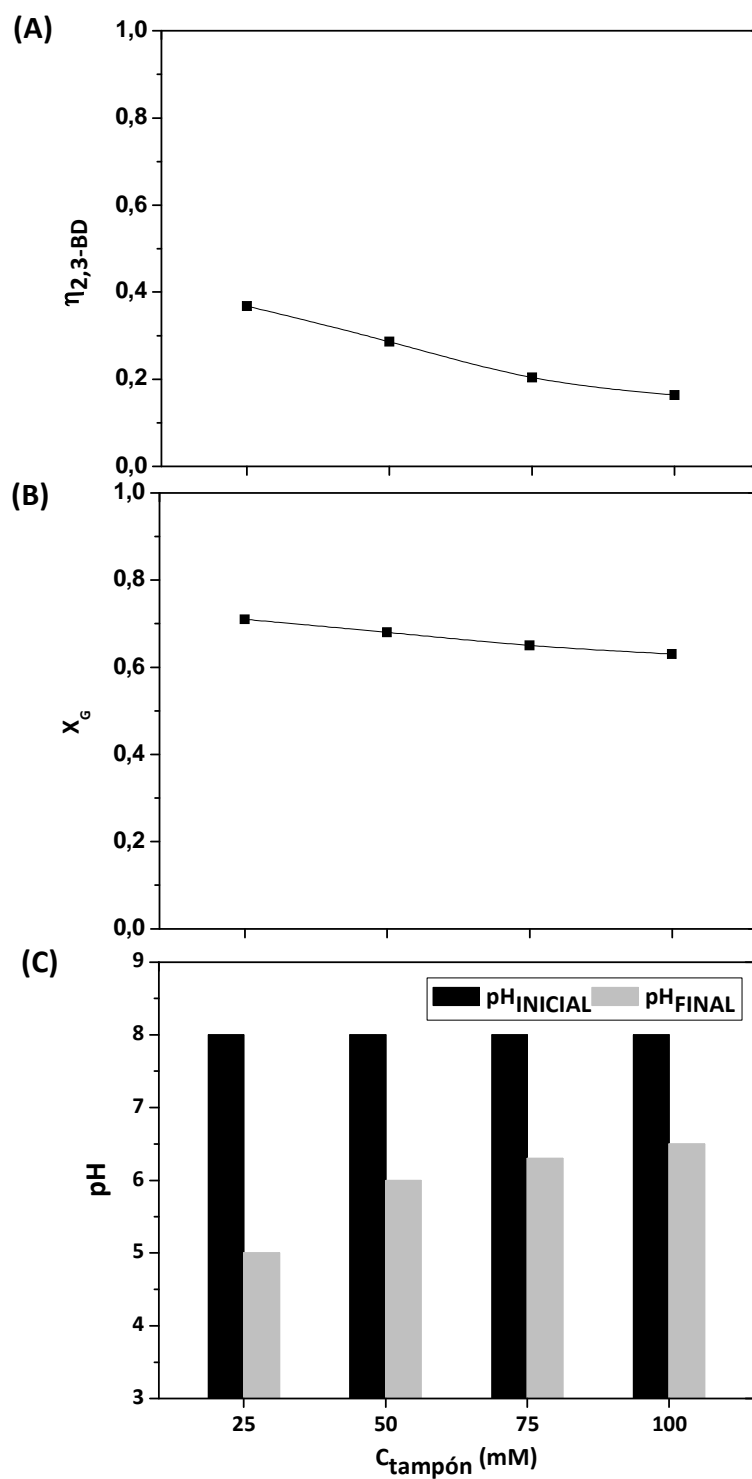 (A)
1,0
0,8
0,6
0,4
0,2
0,0
η2,3-BD
(B)
1,0
0,8
0,6
0,4
0,2
0,0
XG
(C)
9
8
7
6
5
4
3
pH
pHINICIAL pHFINAL
25 50 75 100
Ctampón (mM)